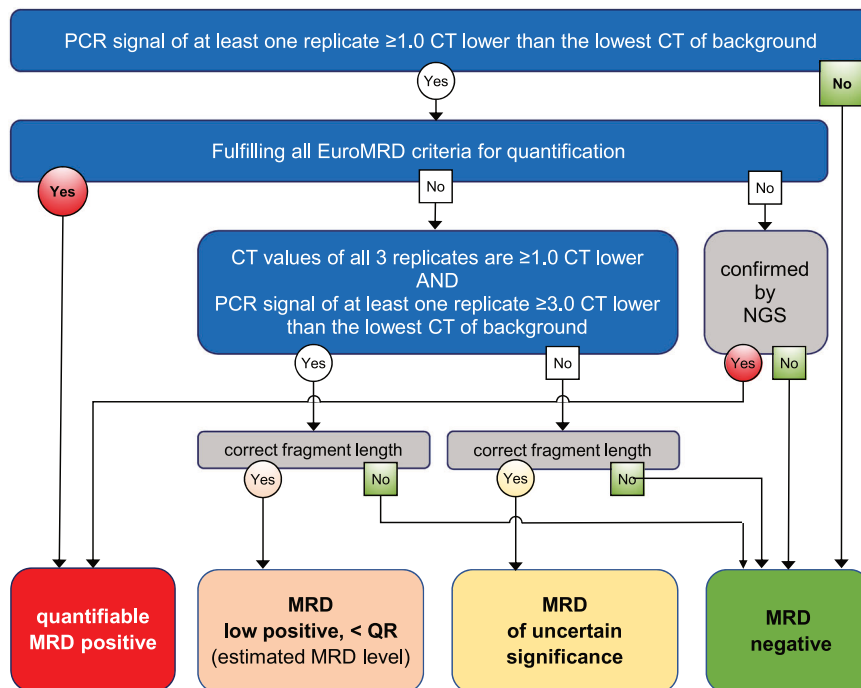 PCR signal of at least one replicate ≥1.0 CT lower than the lowest CT of background
Yes
No
Fulfilling all EuroMRD criteria for quantification
Yes
No
No
CT values of all 3 replicates are ≥1.0 CT lower
AND
PCR signal of at least one replicate ≥3.0 CT lower
than the lowest CT of background
confirmed
by
NGS
Yes
No
Yes
No
correct fragment length
correct fragment length
Yes
No
Yes
No
quantifiable
MRD positive
MRD
low positive, < QR
(estimated MRD level)
MRD
of uncertain
significance
MRD
negative